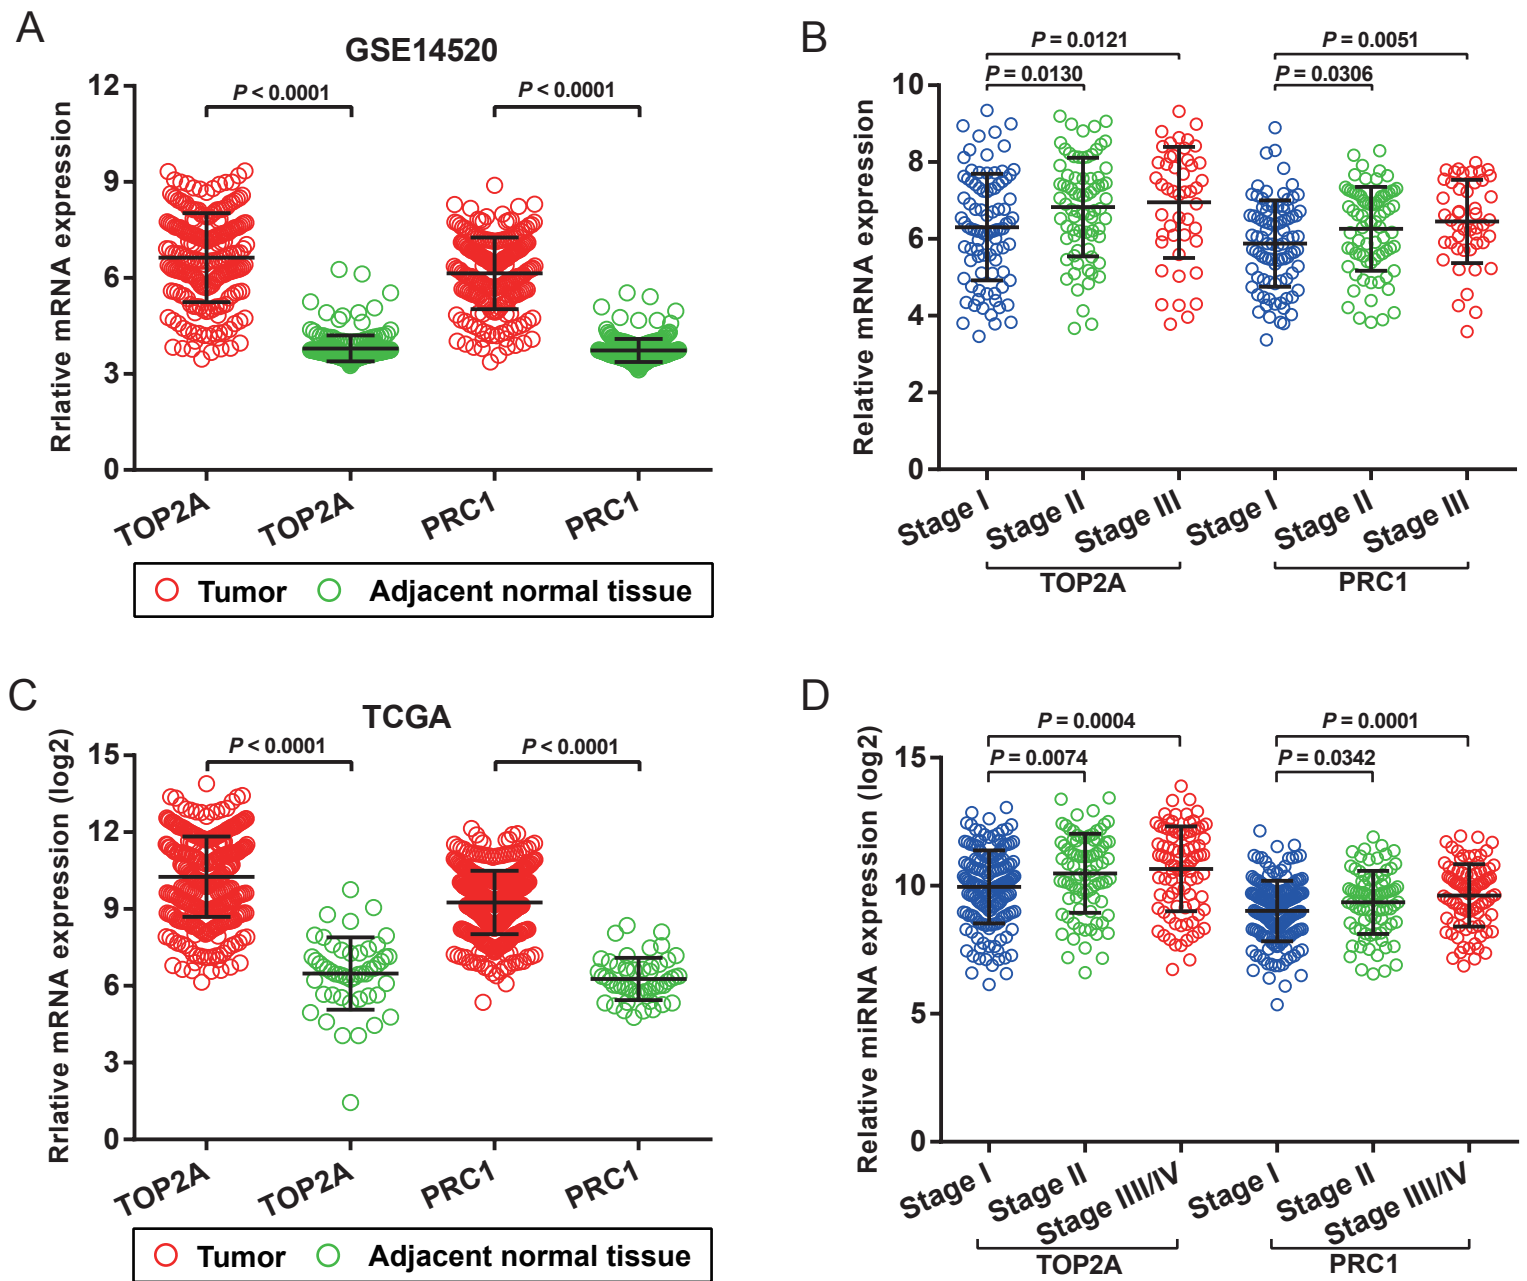 A
GSE14520
P < 0.0001
P < 0.0001
Rrlative mRNA expression
12
9
6
3
0
TOP2A
TOP2A
PRC1
PRC1
Tumor
Adjacent normal tissue
B
P = 0.0121
P = 0.0130
P = 0.0051
P = 0.0306
Relative mRNA expression
10
8
6
4
2
0
Stage I
Stage II
Stage III
Stage I
Stage II
Stage III
TOP2A
PRC1
C
TCGA
P < 0.0001
P < 0.0001
Rrlative mRNA expression (log2)
15
12
9
6
3
0
TOP2A
TOP2A
PRC1
PRC1
Tumor
Adjacent normal tissue
D
P = 0.0004
P = 0.0074
P = 0.0001
P = 0.0342
Relative miRNA expression (log2)
15
10
5
0
Stage I
Stage II
Stage IIII/IV
Stage I
Stage II
Stage IIII/IV
TOP2A
PRC1